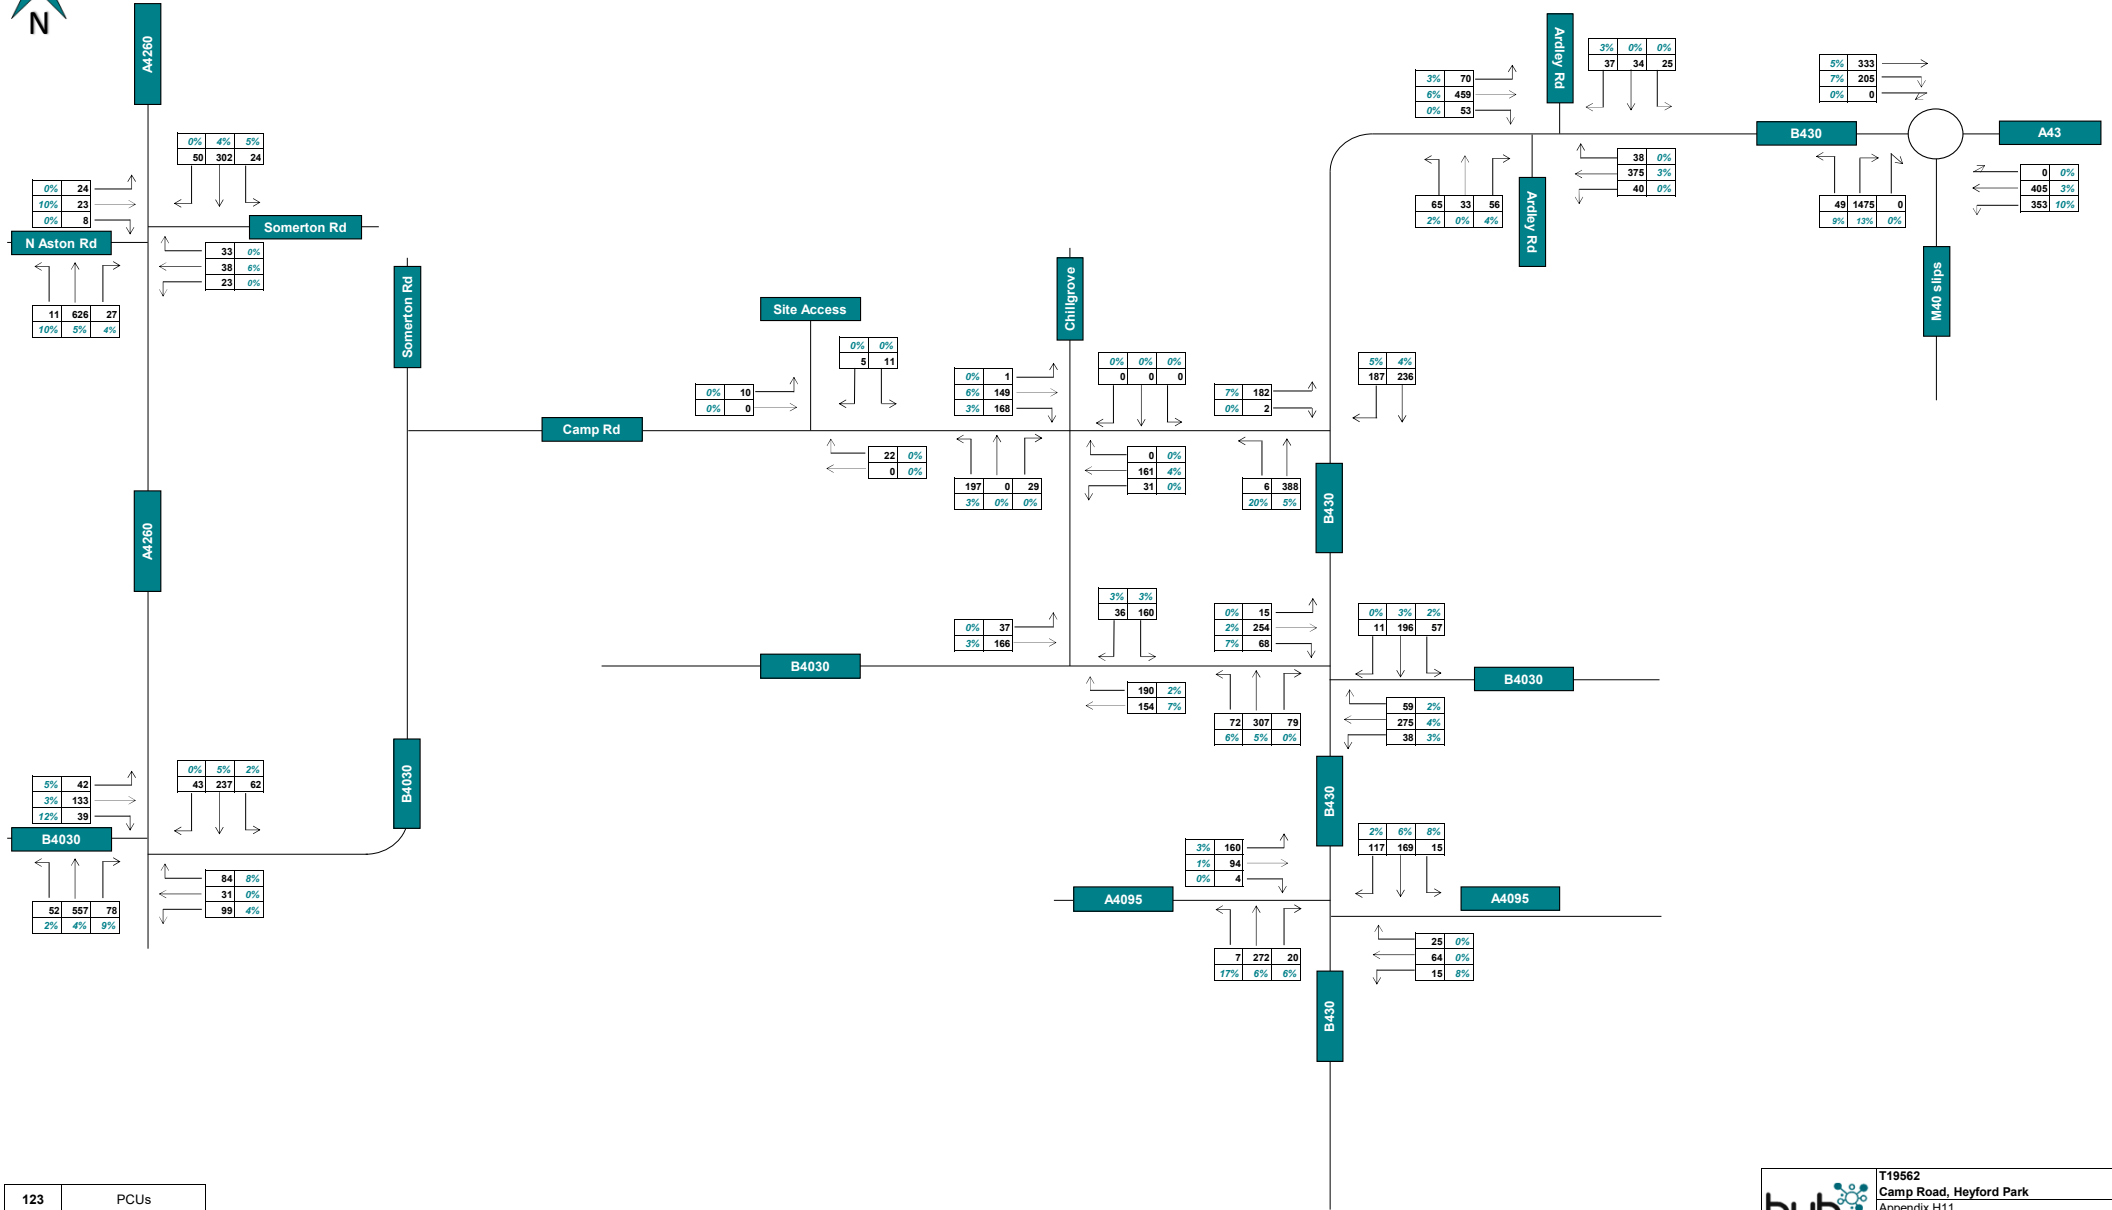 N
A4260
0% 4% 5%
50 302 24
0% 24
10% 23
0% 8
N Aston Rd
Somerton Rd
33 0%
38 6%
23 0%
11 626 27
10% 5% 4%
Somerton Rd
A4260
B4030
5% 42
3% 133
12% 39
B4030
0% 5% 2%
43 237 62
84 8%
31 0%
99 4%
52 557 78
2% 4% 9%
Camp Rd
Site Access
0% 0%
5 11
0% 10
0% 0
22 0%
0 0%
Chillgrove
0% 1
6% 149
3% 168
0% 0% 0%
0 0 0
197 0 29
3% 0% 0%
0 0%
161 4%
31 0%
7% 182
0% 2
5% 4%
187 236
6 388
20% 5%
B430
B4030
0% 37
3% 166
3% 3%
36 160
190 2%
154 7%
0% 15
2% 254
7% 68
0% 3% 2%
11 196 57
B4030
72 307 79
6% 5% 0%
59 2%
275 4%
38 3%
B430
3% 160
1% 94
0% 4
A4095
2% 6% 8%
117 169 15
A4095
7 272 20
17% 6% 6%
25 0%
64 0%
15 8%
B430
Ardley Rd
3% 0% 0%
37 34 25
3% 70
6% 459
0% 53
65 33 56
2% 0% 4%
Ardley Rd
38 0%
375 3%
40 0%
B430
5% 333
7% 205
0% 0
A43
49 1475 0
9% 13% 0%
0 0%
405 3%
353 10%
M40 slips
123 PCUs
hub
T19562
Camp Road, Heyford Park
Appendix H11